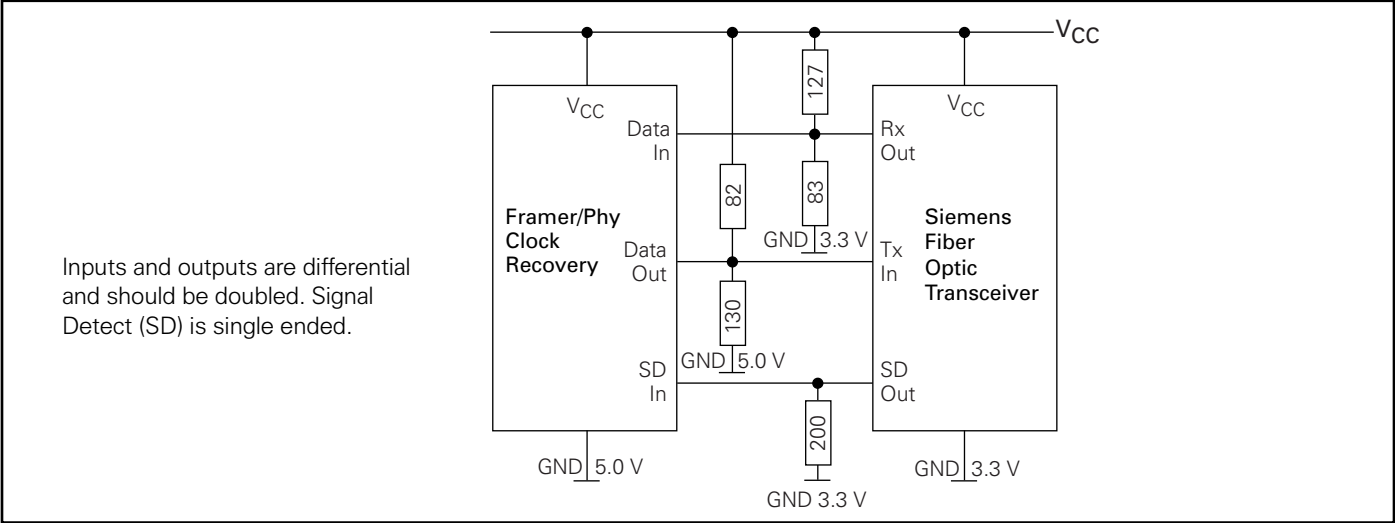 VCC
127
VCC
VCC
Data
In
Rx
Out
82
83
Framer/Phy
Clock
Recovery
Siemens
Fiber
Optic
Transceiver
GND 3.3 V
Data
Out
Tx
In
Inputs and outputs are differential
and should be doubled. Signal
Detect (SD) is single ended.
130
GND 5.0 V
SD
In
SD
Out
200
GND 5.0 V
GND 3.3 V
GND 3.3 V